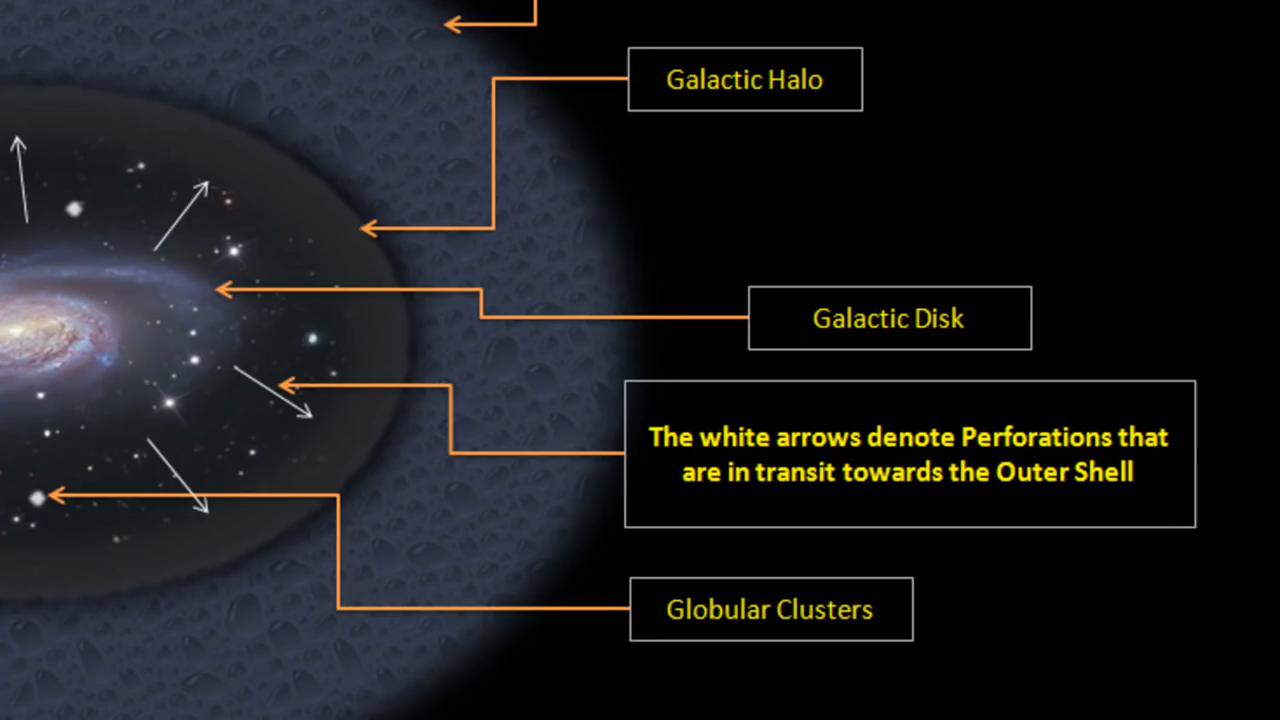 Galactic Halo
Galactic Disk
The white arrows denote Perforations that
are in transit towards the Outer Shell
Globular Clusters